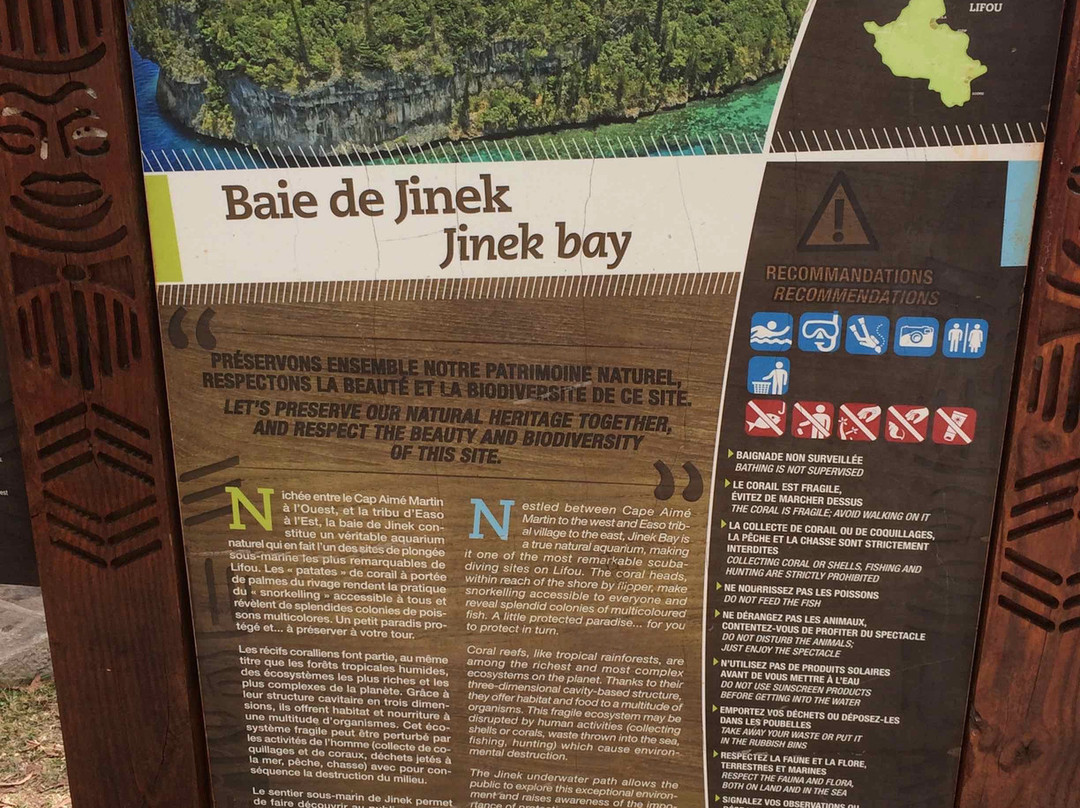 LIFOU
Baie de Jinek
Jinek bay
“
PRÉSERVONS ENSEMBLE NOTRE PATRIMOINE NATUREL,
RESPECTONS LA BEAUTÉ ET LA BIODIVERSITÉ DE CE SITE.
LET'S PRESERVE OUR NATURAL HERITAGE TOGETHER,
AND RESPECT THE BEAUTY AND BIODIVERSITY
OF THIS SITE.
”
Nichée entre le Cap Aimé Martin
à l'Ouest, et la tribu d'Easo
à l'Est, la baie de Jinek con-
stitue un véritable aquarium
naturel qui en fait l'un des sites de plongée
sous-marine les plus remarquables de
Lifou. Les « patates » de corail à portée
de palmes du rivage rendent la pratique
du « snorkelling » accessible à tous et
révèlent de splendides colonies de pois-
sons multicolores. Un petit paradis pro-
tégé et... à préserver à votre tour.
Les récifs coralliens font partie, au même
titre que les forêts tropicales humides,
des écosystèmes les plus riches et les
plus complexes de la planète. Grâce à
leur structure cavitaire en trois dimen-
sions, ils offrent habitat et nourriture à
une multitude d'organismes. Cet éco-
système fragile peut être perturbé par
les activités de l'homme (collecte de co-
quillages et de coraux, déchets jetés à
la mer, pêche, chasse) avec pour con-
séquence la destruction du milieu.
Le sentier sous-marin de Jinek permet
de faire découvrir au
Nestled between Cape Aimé
Martin to the west and Easo trib-
al village to the east, Jinek Bay is
a true natural aquarium, making
it one of the most remarkable scuba-
diving sites on Lifou. The coral heads,
within reach of the shore by flipper, make
snorkelling accessible to everyone and
reveal splendid colonies of multicoloured
fish. A little protected paradise... for you
to protect in turn.
Coral reefs, like tropical rainforests, are
among the richest and most complex
ecosystems on the planet. Thanks to their
three-dimensional cavity-based structure,
they offer habitat and food to a multitude of
organisms. This fragile ecosystem may be
disrupted by human activities (collecting
shells or corals, waste thrown into the sea,
fishing, hunting) which cause environ-
mental destruction.
The Jinek underwater path allows the
public to explore this exceptional environ-
ment and raises awareness of the impo-
RECOMMANDATIONS
RECOMMENDATIONS
BAIGNADE NON SURVEILLÉE
BATHING IS NOT SUPERVISED
LE CORAIL EST FRAGILE,
ÉVITEZ DE MARCHER DESSUS
THE CORAL IS FRAGILE; AVOID WALKING ON IT
LA COLLECTE DE CORAIL OU DE COQUILLAGES,
LA PÊCHE ET LA CHASSE SONT STRICTEMENT
INTERDITES
COLLECTING CORAL OR SHELLS, FISHING AND
HUNTING ARE STRICTLY PROHIBITED
NE NOURRISSEZ PAS LES POISSONS
DO NOT FEED THE FISH
NE DÉRANGEZ PAS LES ANIMAUX,
CONTENTEZ-VOUS DE PROFITER DU SPECTACLE
DO NOT DISTURB THE ANIMALS;
JUST ENJOY THE SPECTACLE
N'UTILISEZ PAS DE PRODUITS SOLAIRES
AVANT DE VOUS METTRE À L'EAU
DO NOT USE SUNSCREEN PRODUCTS
BEFORE GETTING INTO THE WATER
EMPORTEZ VOS DÉCHETS OU DÉPOSEZ-LES
DANS LES POUBELLES
TAKE AWAY YOUR WASTE OR PUT IT
IN THE RUBBISH BINS
RESPECTEZ LA FAUNE ET LA FLORE,
TERRESTRES ET MARINES
RESPECT THE FAUNA AND FLORA,
BOTH ON LAND AND IN THE SEA
SIGNALEZ VOS OBSERVATIONS OU